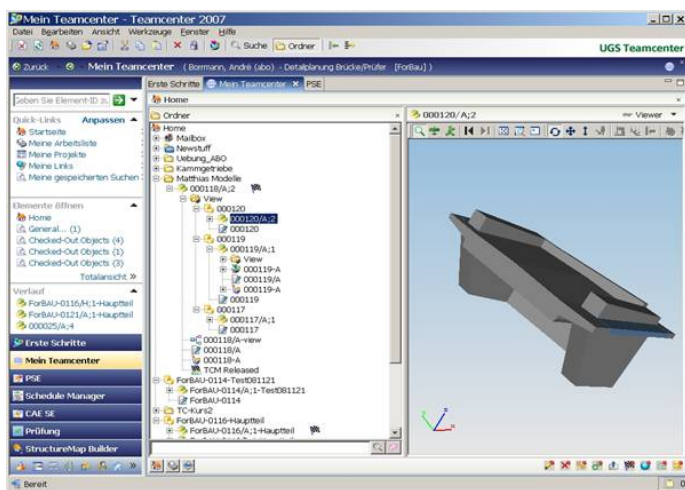 Mein Teamcenter - Teamcenter 2007
Datei Bearbeiten Ansicht Werkzeuge Fenster Hilfe
Suche Ordner
UGS Teamcenter
Zurück Mein Teamcenter ( Borrmann, André (abo) - Detailplanung Brücke/Prüfer [ForBau] )
Erste Schritte Mein Teamcenter PSE
Geben Sie Element-ID zu
Quick-Links Anpassen
Startseite
Meine Arbeitsliste
Meine Projekte
Meine Links
Meine gespeicherten Suchen
Elemente öffnen
Home
General... (1)
Checked-Out Objects (4)
Checked-Out Objects (1)
Checked-Out Objects (3)
Totalansicht »
Verlauf
ForBAU-0116/H;1-Hauptteil
ForBAU-0121/A;1-Hauptteil
000025/A;4
Erste Schritte
Mein Teamcenter
PSE
Schedule Manager
CAE SE
Prüfung
StructureMap Builder
Home
Ordner
Home
Mailbox
Newstuff
Uebung_ABO
Kammgetriebe
Matthias Modelle
000118/A;2
View
000120
000120/A;2
000120
000119
000119/A;1
View
000119-A
000119/A
000119-A
000119
000117
000117/A;1
000117
000118/A-view
000118/A
000118-A
TCM Released
ForBAU-0114-Test081121
ForBAU-0114/A;1-Test081121
ForBAU-0114
TC-Kurs2
ForBAU-0116-Hauptteil
ForBAU-0116/A;1-Hauptteil
000120/A;2
Viewer
Bereit
0